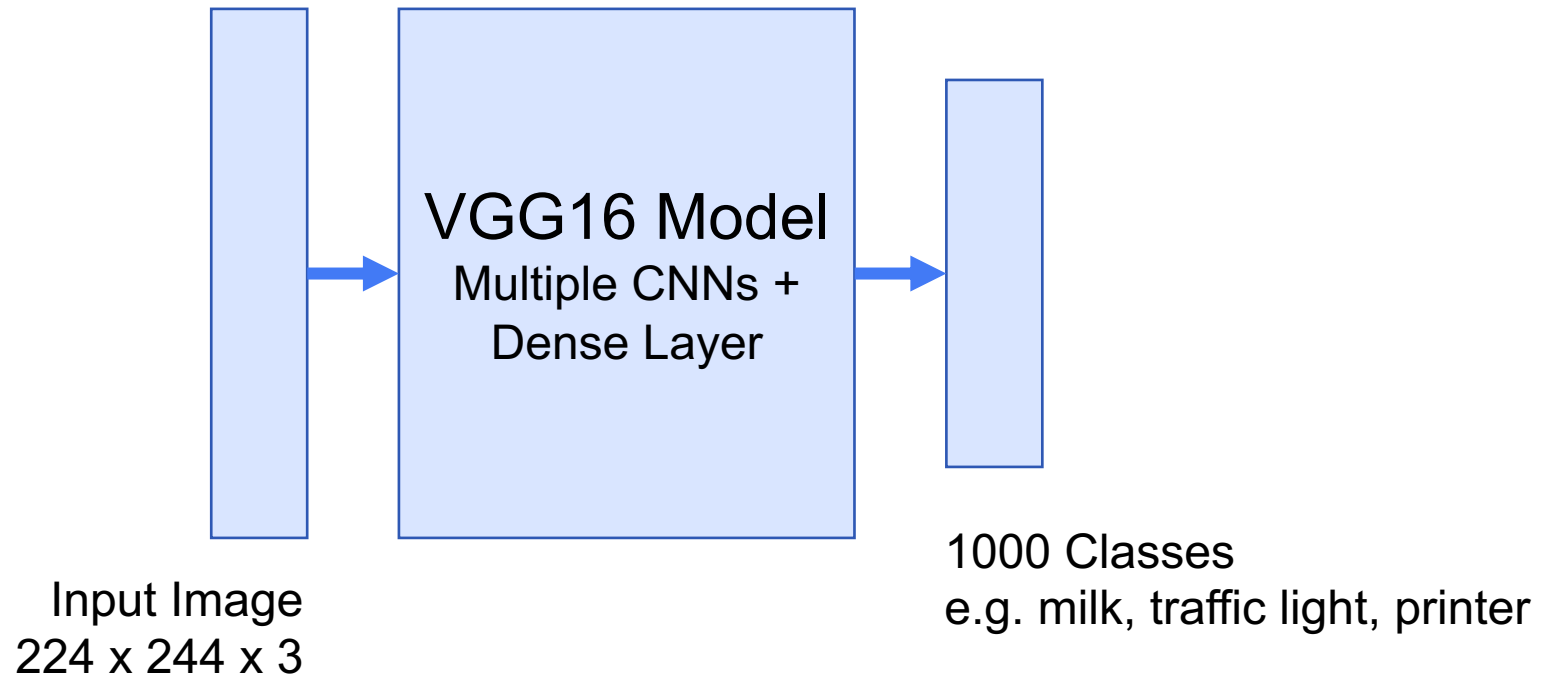 VGG16 Model
Multiple CNNs +
Dense Layer
Input Image
224 x 244 x 3
1000 Classes
e.g. milk, traffic light, printer